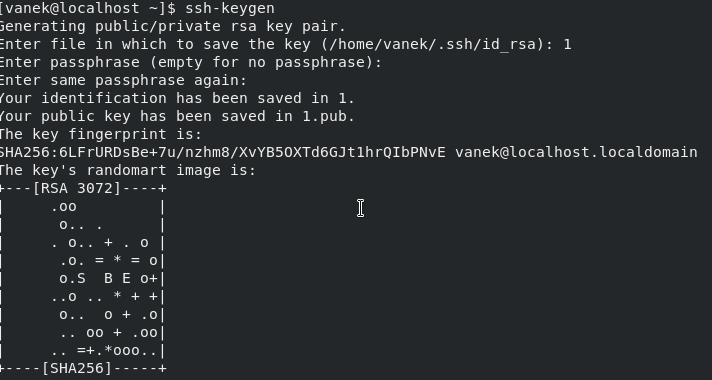 [vanek@localhost ~]$ ssh-keygen
Generating public/private rsa key pair.
Enter file in which to save the key (/home/vanek/.ssh/id_rsa): 1
Enter passphrase (empty for no passphrase):
Enter same passphrase again:
Your identification has been saved in 1.
Your public key has been saved in 1.pub.
The key fingerprint is:
SHA256:6LFrURDsBe+7u/nzhm8/XvYB5OXTd6GJt1hrQIbPNvE vanek@localhost.localdomain
The key's randomart image is:
+---[RSA 3072]----+
|     .oo         |
|      o.. .      |
|     . o.. + . o |
|      .o. = * = o|
|      o.S  B E o+|
|     ..o .. * + +|
|      o..  o + .o|
|      .. oo + .oo|
|     .. =+.*ooo..|
+----[SHA256]-----+